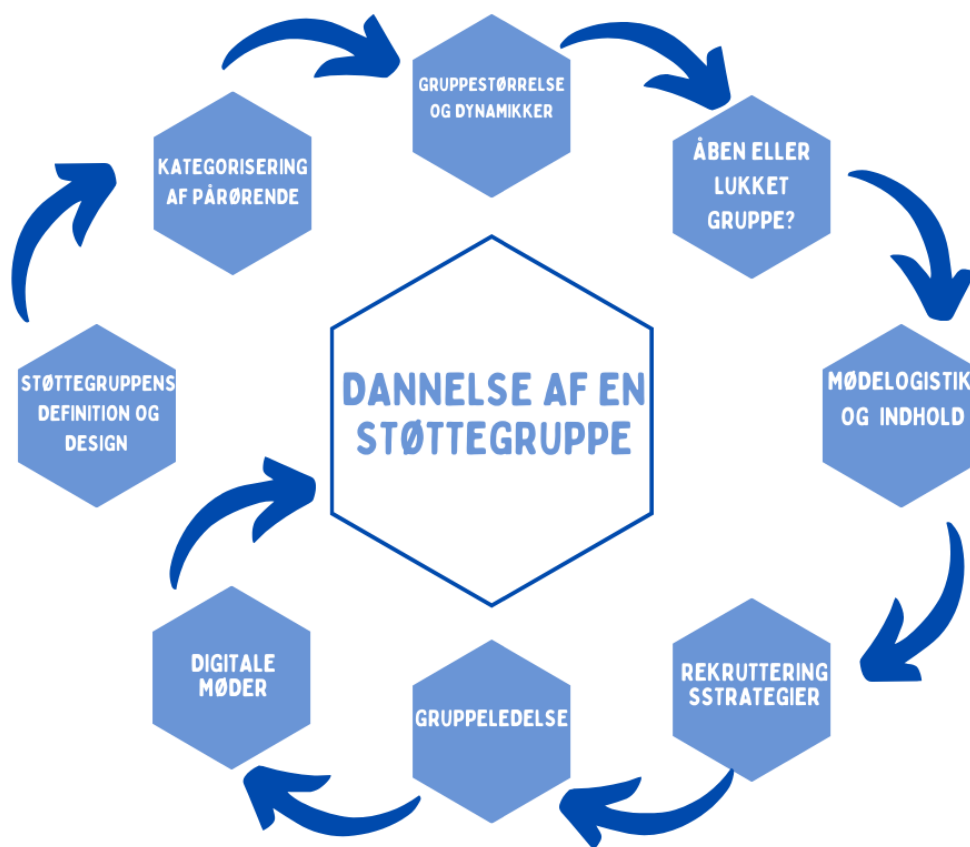 STØTTEGRUPPENS
DEFINITION OG
DESIGN
KATEGORISERING
AF PÅRØRENDE
GRUPPESTØRRELSE
OG DYNAMIKKER
ÅBEN ELLER
LUKKET
GRUPPE?
MØDELOGISTIK
OG INDHOLD
REKRUTTERING
SSTRATEGIER
GRUPPELEDELSE
DIGITALE
MØDER
DANNELSE AF EN
STØTTEGRUPPE